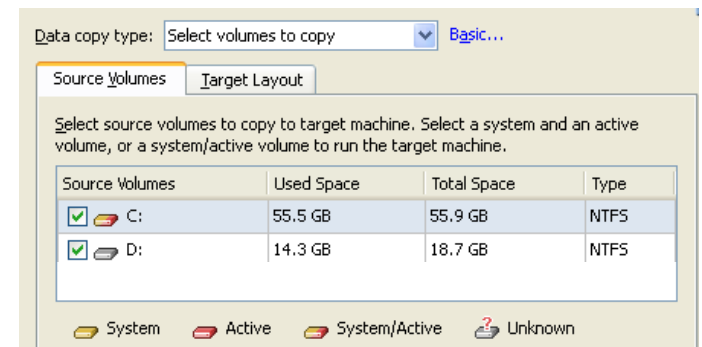 Data copy type: Select volumes to copy Basic...
Source Volumes Target Layout
Select source volumes to copy to target machine. Select a system and an active
volume, or a system/active volume to run the target machine.
Source Volumes Used Space Total Space Type
C: 55.5 GB 55.9 GB NTFS
D: 14.3 GB 18.7 GB NTFS
System Active System/Active Unknown